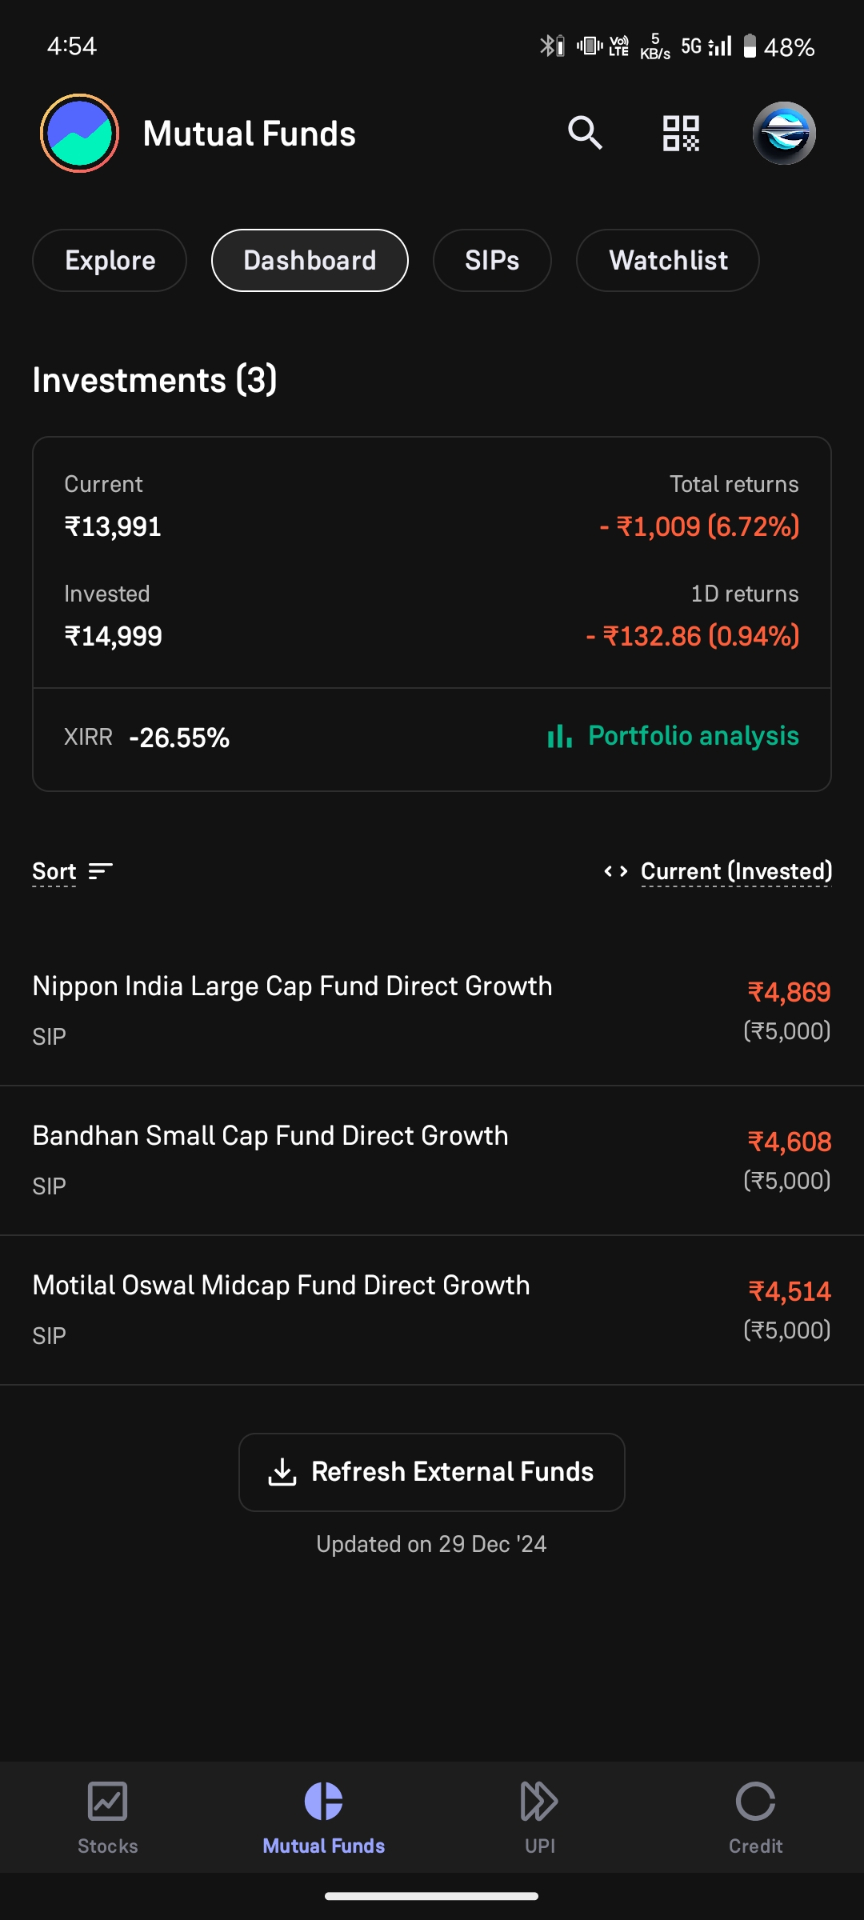 4:54
Vo)) LTE
5 KB/s
5G
48%
Mutual Funds
Explore
Dashboard
SIPs
Watchlist
Investments (3)
Current
Total returns
₹13,991
- ₹1,009 (6.72%)
Invested
1D returns
₹14,999
- ₹132.86 (0.94%)
XIRR -26.55%
Portfolio analysis
Sort
<> Current (Invested)
Nippon India Large Cap Fund Direct Growth
₹4,869
SIP
(₹5,000)
Bandhan Small Cap Fund Direct Growth
₹4,608
SIP
(₹5,000)
Motilal Oswal Midcap Fund Direct Growth
₹4,514
SIP
(₹5,000)
Refresh External Funds
Updated on 29 Dec '24
Stocks
Mutual Funds
UPI
Credit